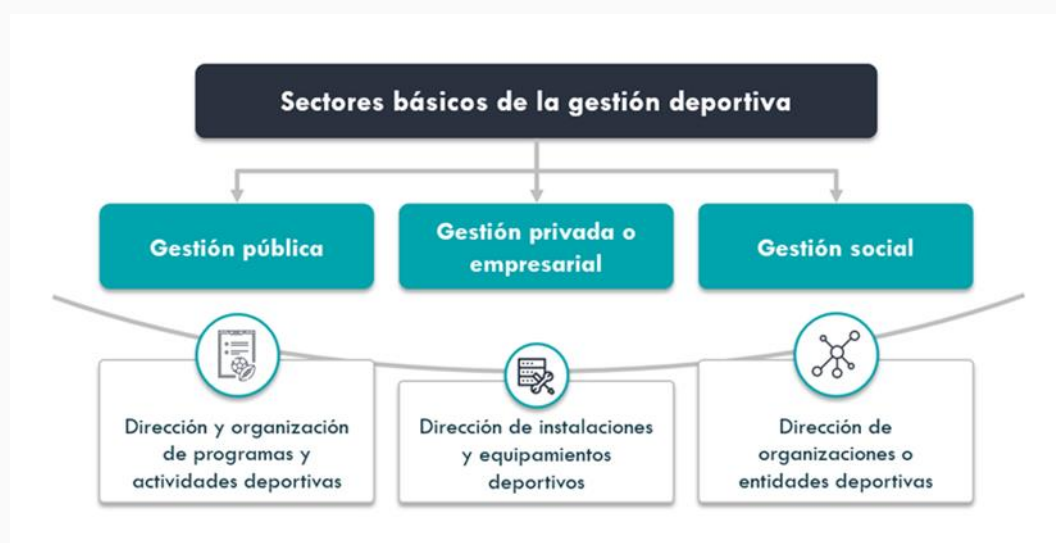 Sectores básicos de la gestión deportiva
Gestión pública
Gestión privada o
empresarial
Gestión social
Dirección y organización
de programas y
actividades deportivas
Dirección de instalaciones
y equipamientos
deportivos
Dirección de
organizaciones o
entidades deportivas